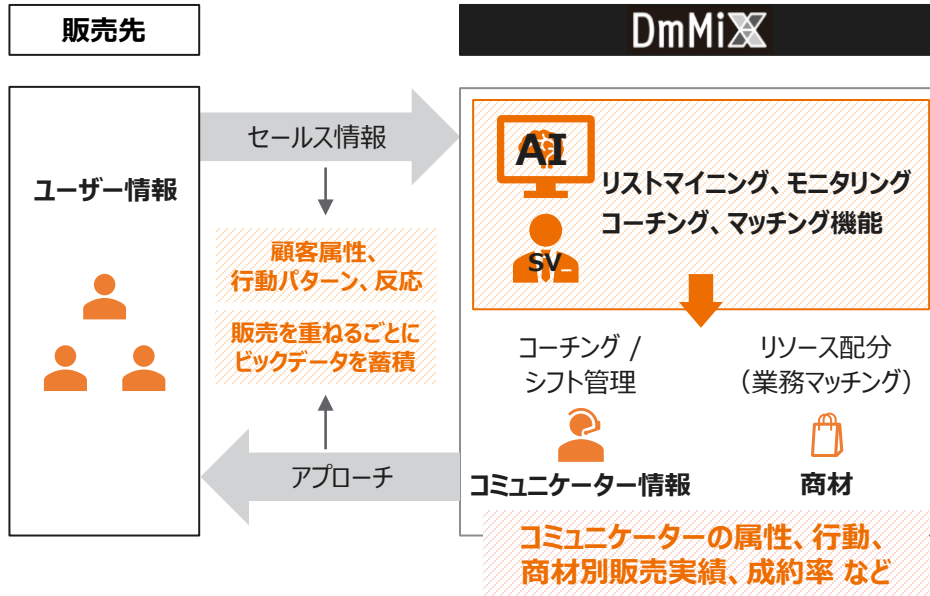 販売先
DmMiX
ユーザー情報
セールス情報
顧客属性、
行動パターン、反応
販売を重ねるごとに
ビックデータを蓄積
アプローチ
AI
リストマイニング、モニタリング
コーチング、マッチング機能
SV
コーチング /
シフト管理
リソース配分
（業務マッチング）
コミュニケーター情報
商材
コミュニケーターの属性、行動、
商材別販売実績、成約率 など